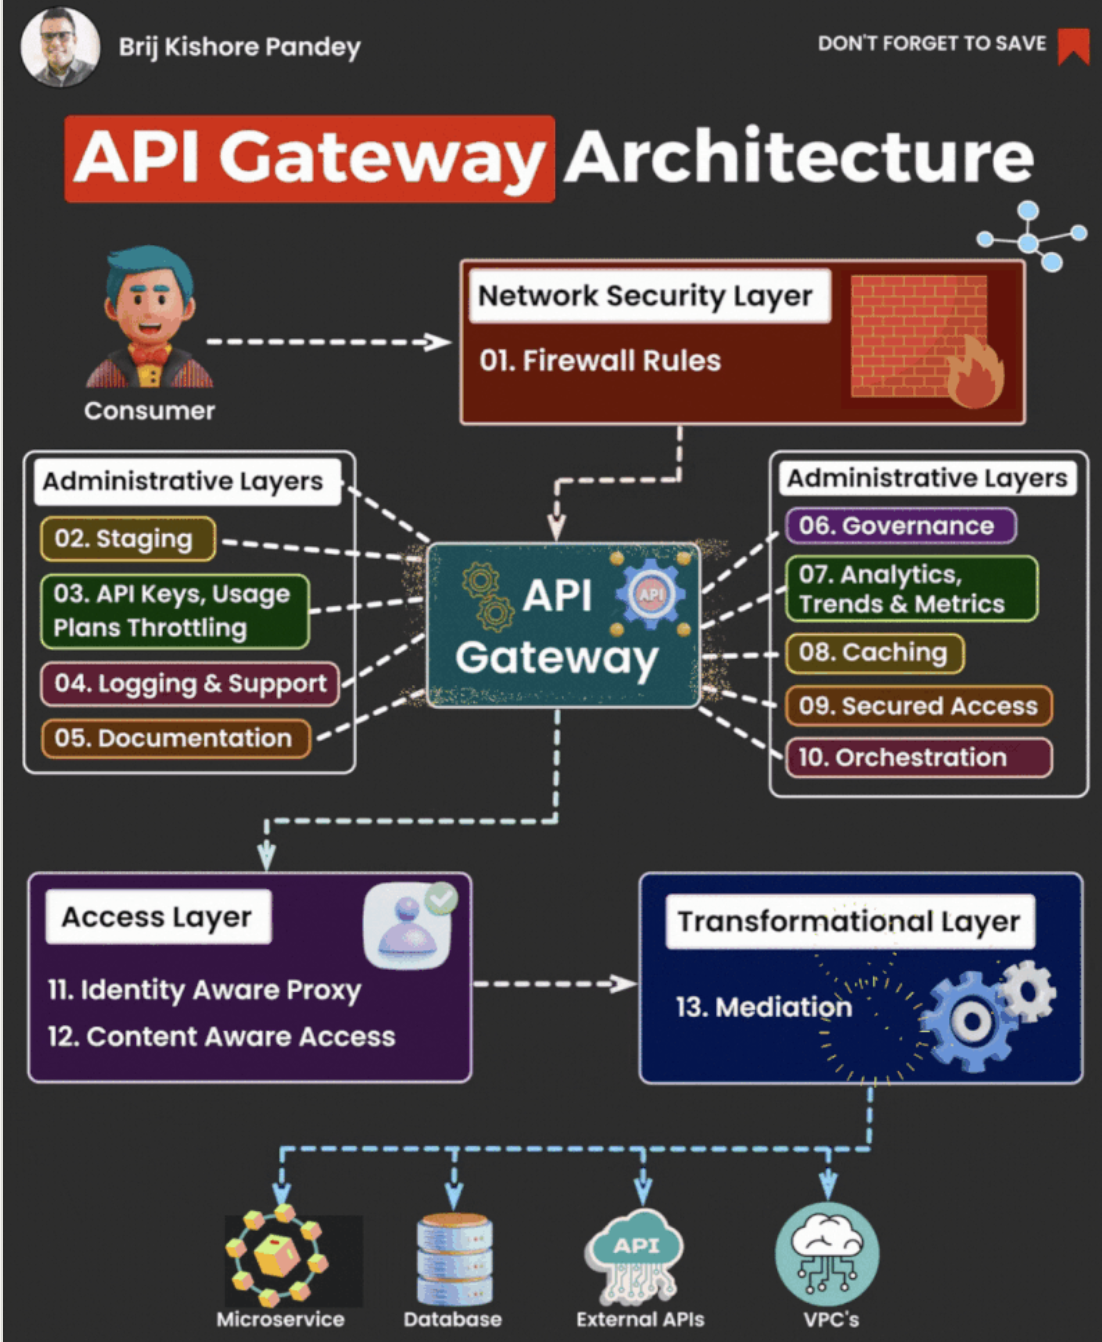 Brij Kishore Pandey
DON'T FORGET TO SAVE
API Gateway Architecture
Network Security Layer
01. Firewall Rules
Consumer
Administrative Layers
02. Staging
03. API Keys, Usage
Plans Throttling
04. Logging & Support
05. Documentation
API
API
Gateway
Administrative Layers
06. Governance
07. Analytics,
Trends & Metrics
08. Caching
09. Secured Access
10. Orchestration
Access Layer
11. Identity Aware Proxy
12. Content Aware Access
Transformational Layer
13. Mediation
API
Microservice
Database
External APIs
VPC's